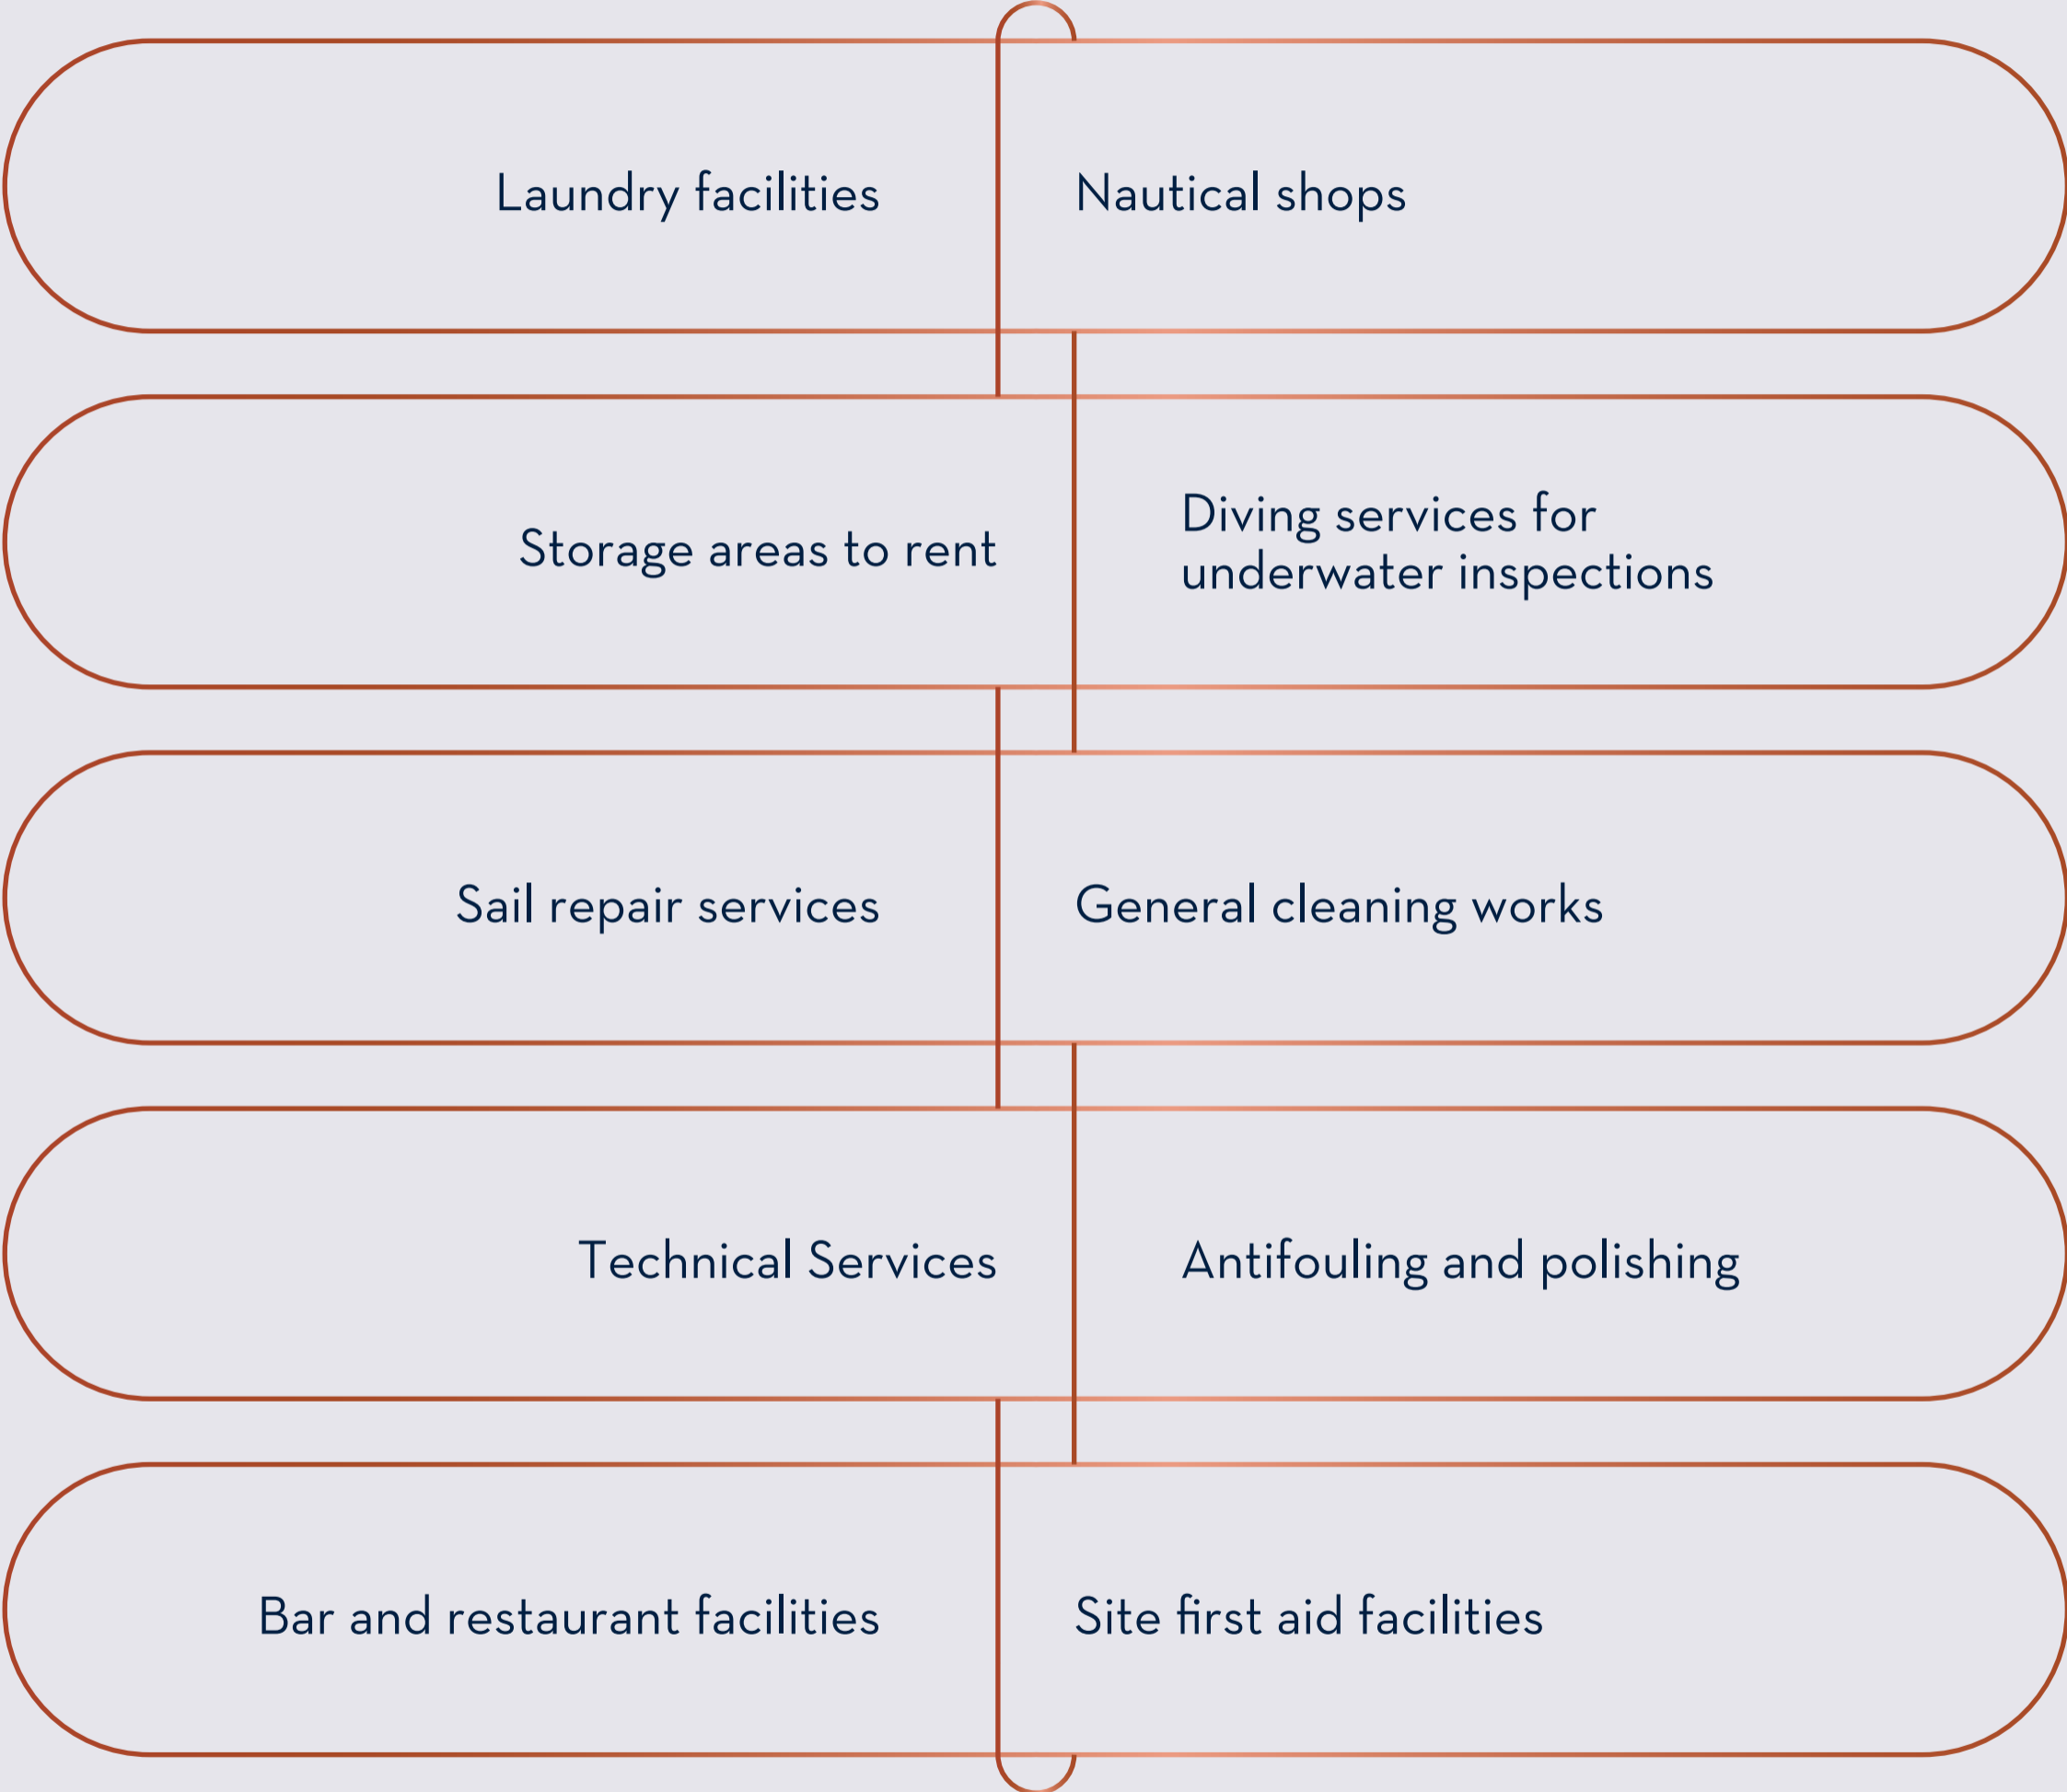 Laundry facilities
Nautical shops
Storage areas to rent
Diving services for
underwater inspections
Sail repair services
General cleaning works
Technical Services
Antifouling and polishing
Bar and restaurant facilities
Site first aid facilities